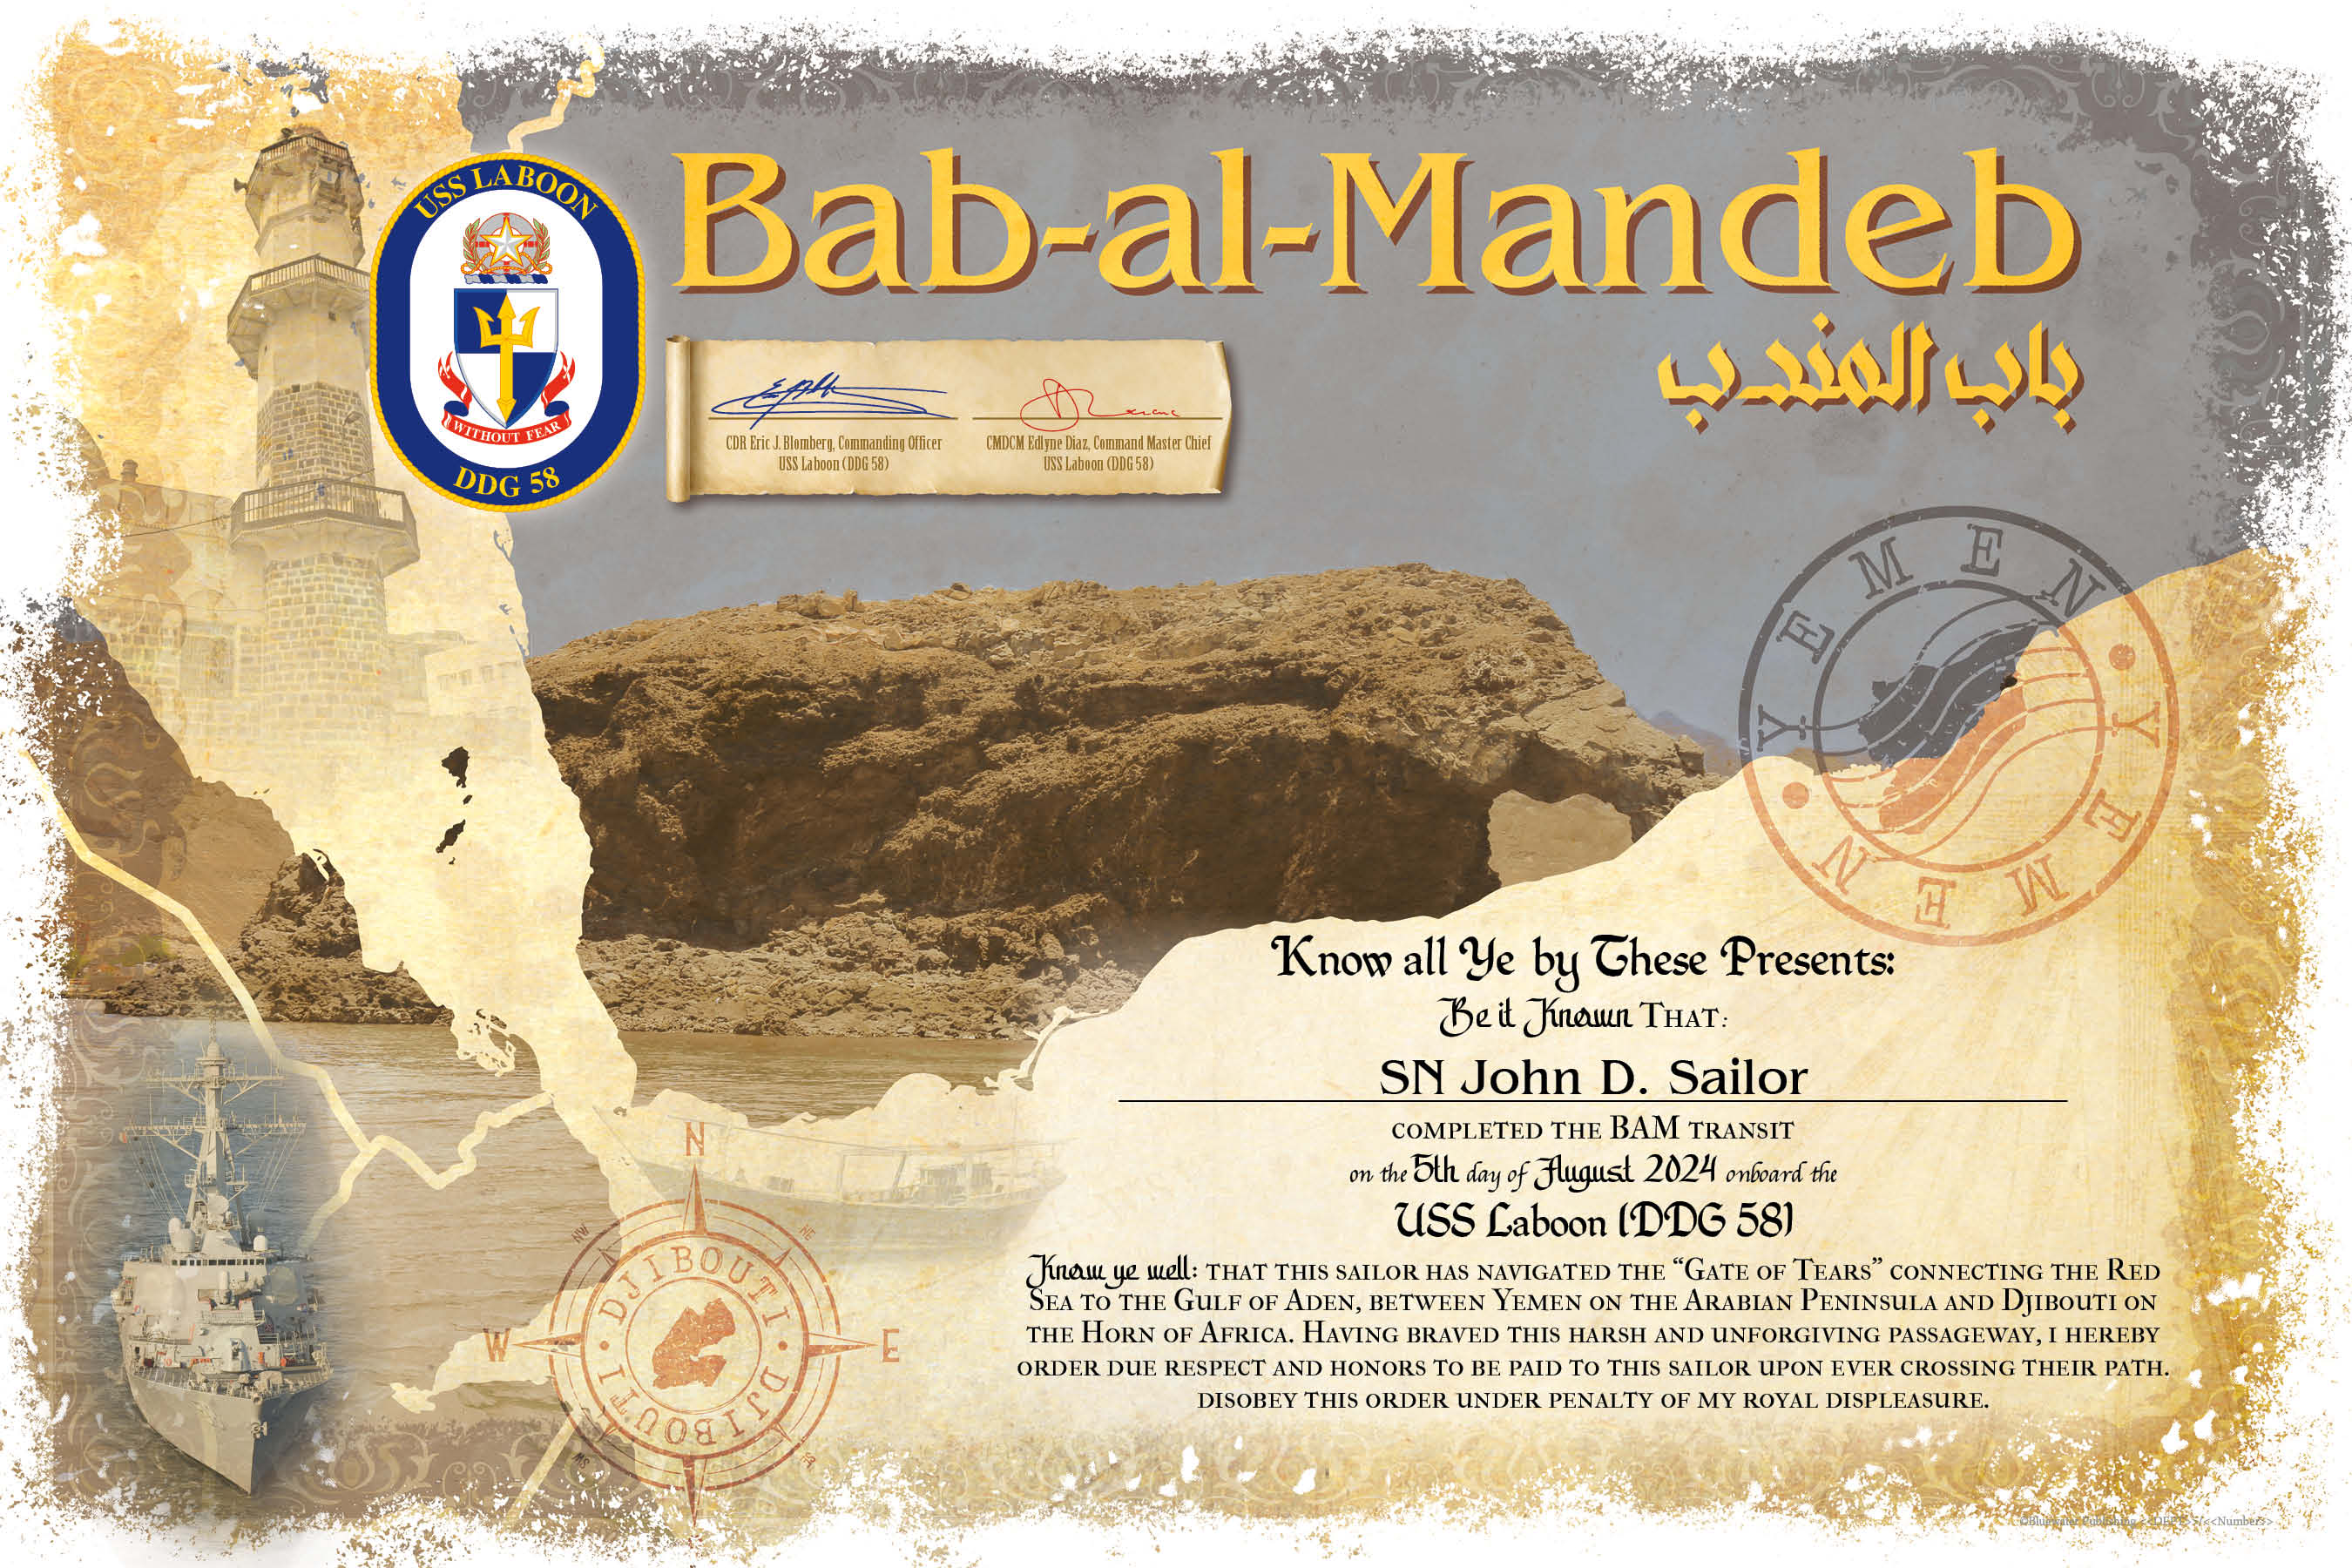 Bab-al-Mandeb
باب المندب
USS LABOON
WITHOUT FEAR
DDG 58
CDR Eric J. Blomberg, Commanding Officer
USS Laboon (DDG 58)
CMDCM Edlyne Diaz, Command Master Chief
USS Laboon (DDG 58)
YEMEN • YEMEN •
Know all Ye by These Presents:
Be it Known THAT:
SN John D. Sailor
COMPLETED THE BAM TRANSIT
on the 5th day of August 2024 onboard the
USS Laboon (DDG 58)
Know ye well: THAT THIS SAILOR HAS NAVIGATED THE “GATE OF TEARS” CONNECTING THE RED
SEA TO THE GULF OF ADEN, BETWEEN YEMEN ON THE ARABIAN PENINSULA AND DJIBOUTI ON
THE HORN OF AFRICA. HAVING BRAVED THIS HARSH AND UNFORGIVING PASSAGEWAY, I HEREBY
ORDER DUE RESPECT AND HONORS TO BE PAID TO THIS SAILOR UPON EVER CROSSING THEIR PATH.
DISOBEY THIS ORDER UNDER PENALTY OF MY ROYAL DISPLEASURE.
N
NW
NE
W
E
SW
DJIBOUTI • DJIBOUTI •
Publishing
<<Number>>